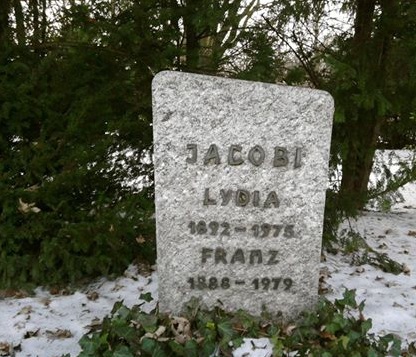 JACOBI
LYDIA
1892 – 1975
FRANZ
1888 – 1979